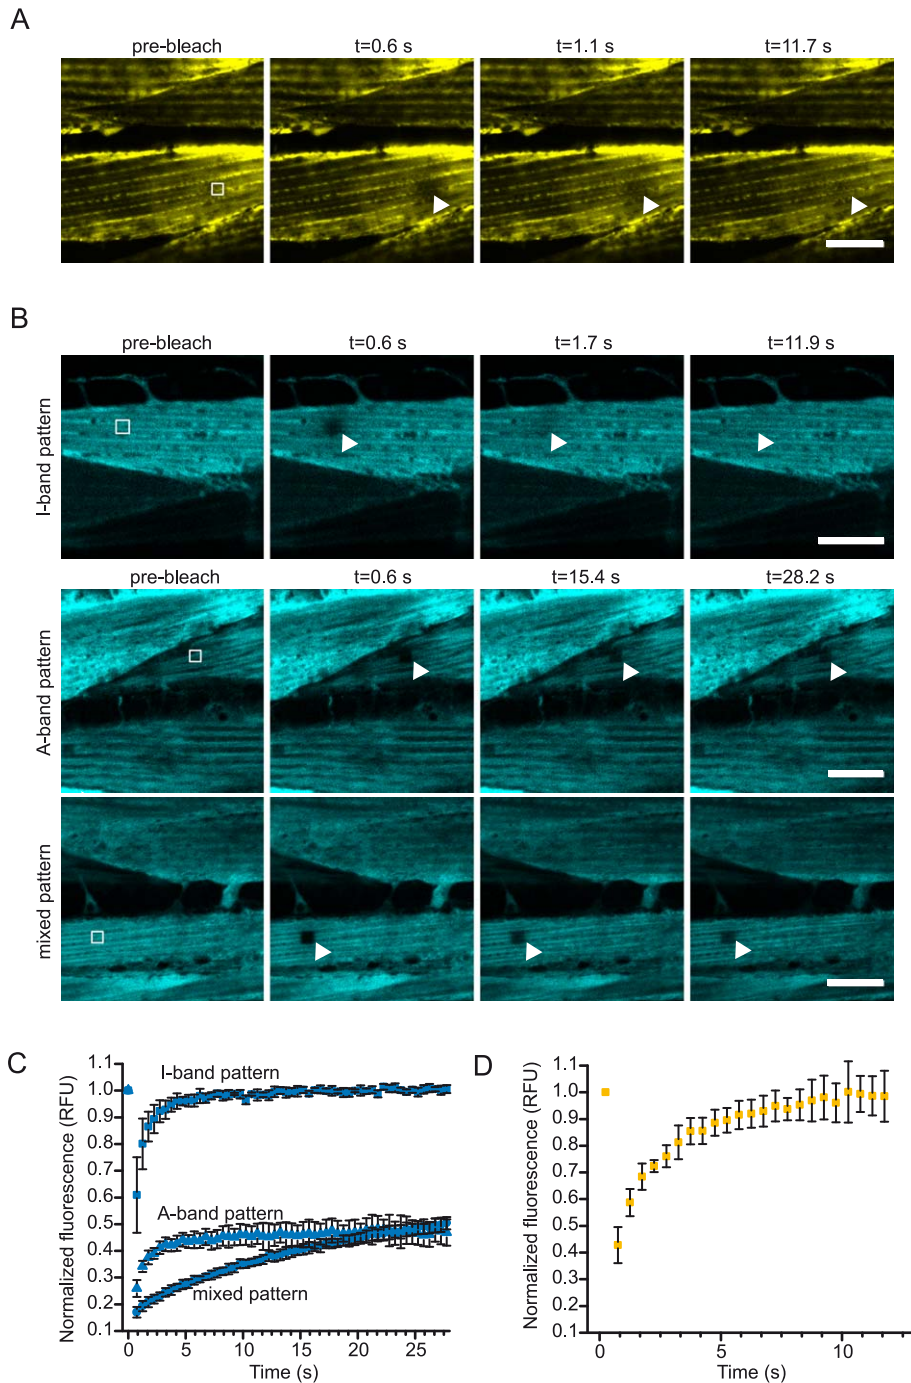 A
pre-bleach t=0.6 s t=1.1 s t=11.7 s
B
pre-bleach t=0.6 s t=1.7 s t=11.9 s
I-band pattern
pre-bleach t=0.6 s t=15.4 s t=28.2 s
A-band pattern
mixed pattern
C
Normalized fluorescence (RFU)
1.1
1.0
0.9
0.8
0.7
0.6
0.5
0.4
0.3
0.2
0.1
I-band pattern
A-band pattern
mixed pattern
0 5 10 15 20 25
Time (s)
D
Normalized fluorescence (RFU)
1.1
1.0
0.9
0.8
0.7
0.6
0.5
0.4
0.3
0.2
0.1
0 5 10
Time (s)